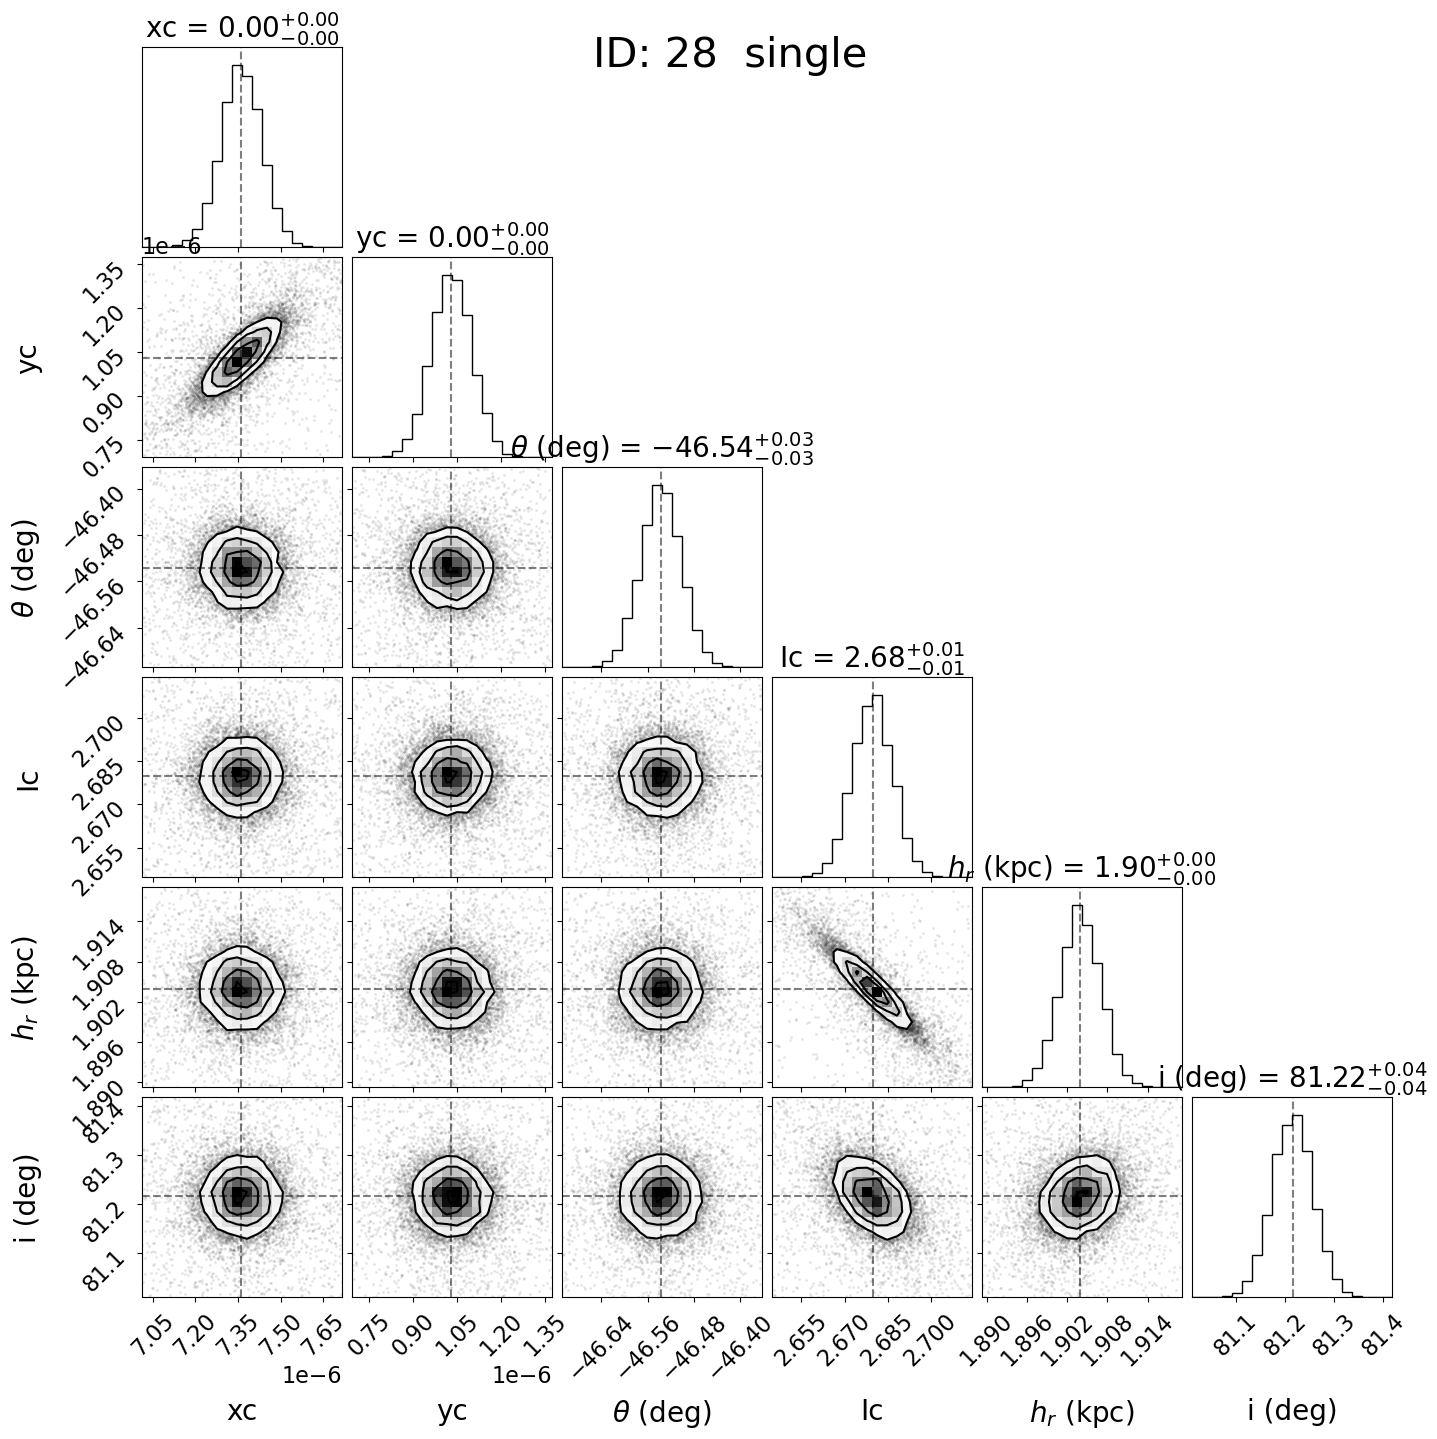 ID: 28 single
xc = 0.00+0.00−0.00
1e−6
yc = 0.00+0.00−0.00
yc
1.35
1.20
1.05
0.90
0.75
θ (deg) = −46.54+0.03−0.03
θ (deg)
−46.40
−46.48
−46.56
−46.64
Ic = 2.68+0.01−0.01
Ic
2.700
2.685
2.670
2.655
hr (kpc) = 1.90+0.00−0.00
hr (kpc)
1.914
1.908
1.902
1.896
1.890
i (deg) = 81.22+0.04−0.04
i (deg)
81.4
81.3
81.2
81.1
7.05 7.20 7.35 7.50 7.65
0.75 0.90 1.05 1.20 1.35
−46.64 −46.56 −46.48 −46.40
2.655 2.670 2.685 2.700
1.890 1.896 1.902 1.908 1.914
81.1 81.2 81.3 81.4
1e−6 1e−6
xc yc θ (deg) Ic hr (kpc) i (deg)